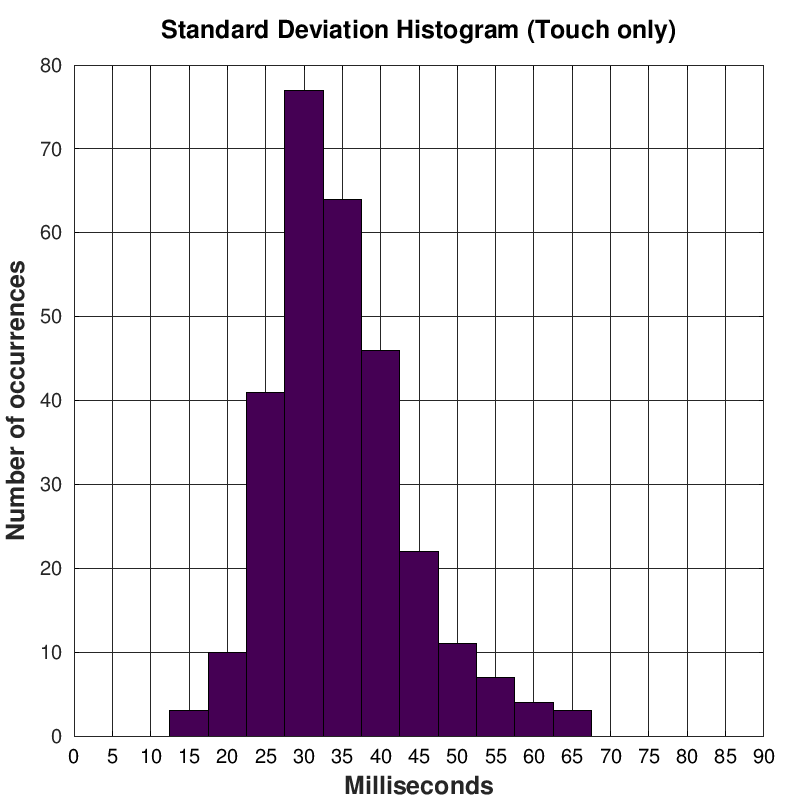 Standard Deviation Histogram (Touch only)
80
70
60
50
40
30
20
10
0
Number of occurrences
0 5 10 15 20 25 30 35 40 45 50 55 60 65 70 75 80 85 90
Milliseconds